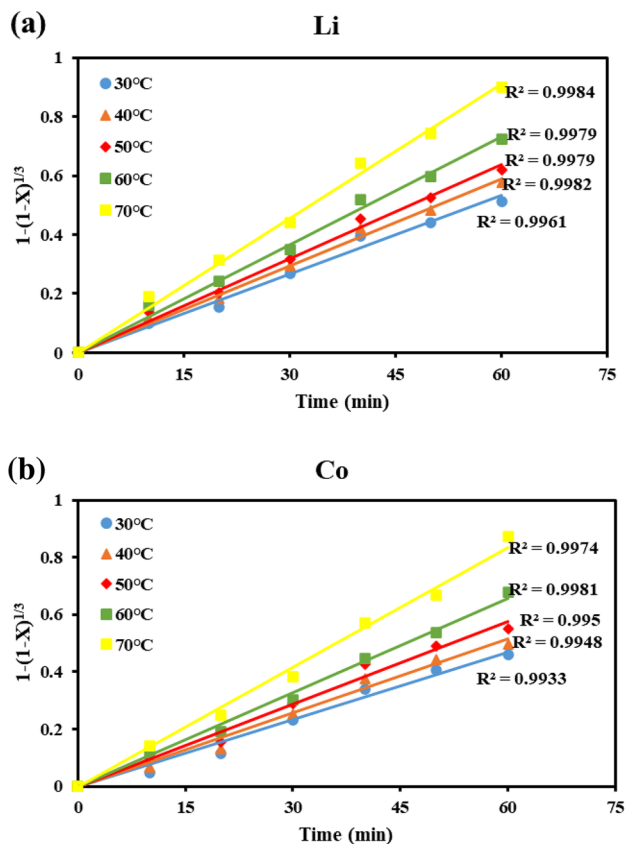 (a)
Li
1-(1-X)^1/3
1
0.8
0.6
0.4
0.2
0
30°C
40°C
50°C
60°C
70°C
R² = 0.9984
R² = 0.9979
R² = 0.9979
R² = 0.9982
R² = 0.9961
0 15 30 45 60 75
Time (min)
(b)
Co
1-(1-X)^1/3
1
0.8
0.6
0.4
0.2
0
30°C
40°C
50°C
60°C
70°C
R² = 0.9974
R² = 0.9981
R² = 0.995
R² = 0.9948
R² = 0.9933
0 15 30 45 60 75
Time (min)